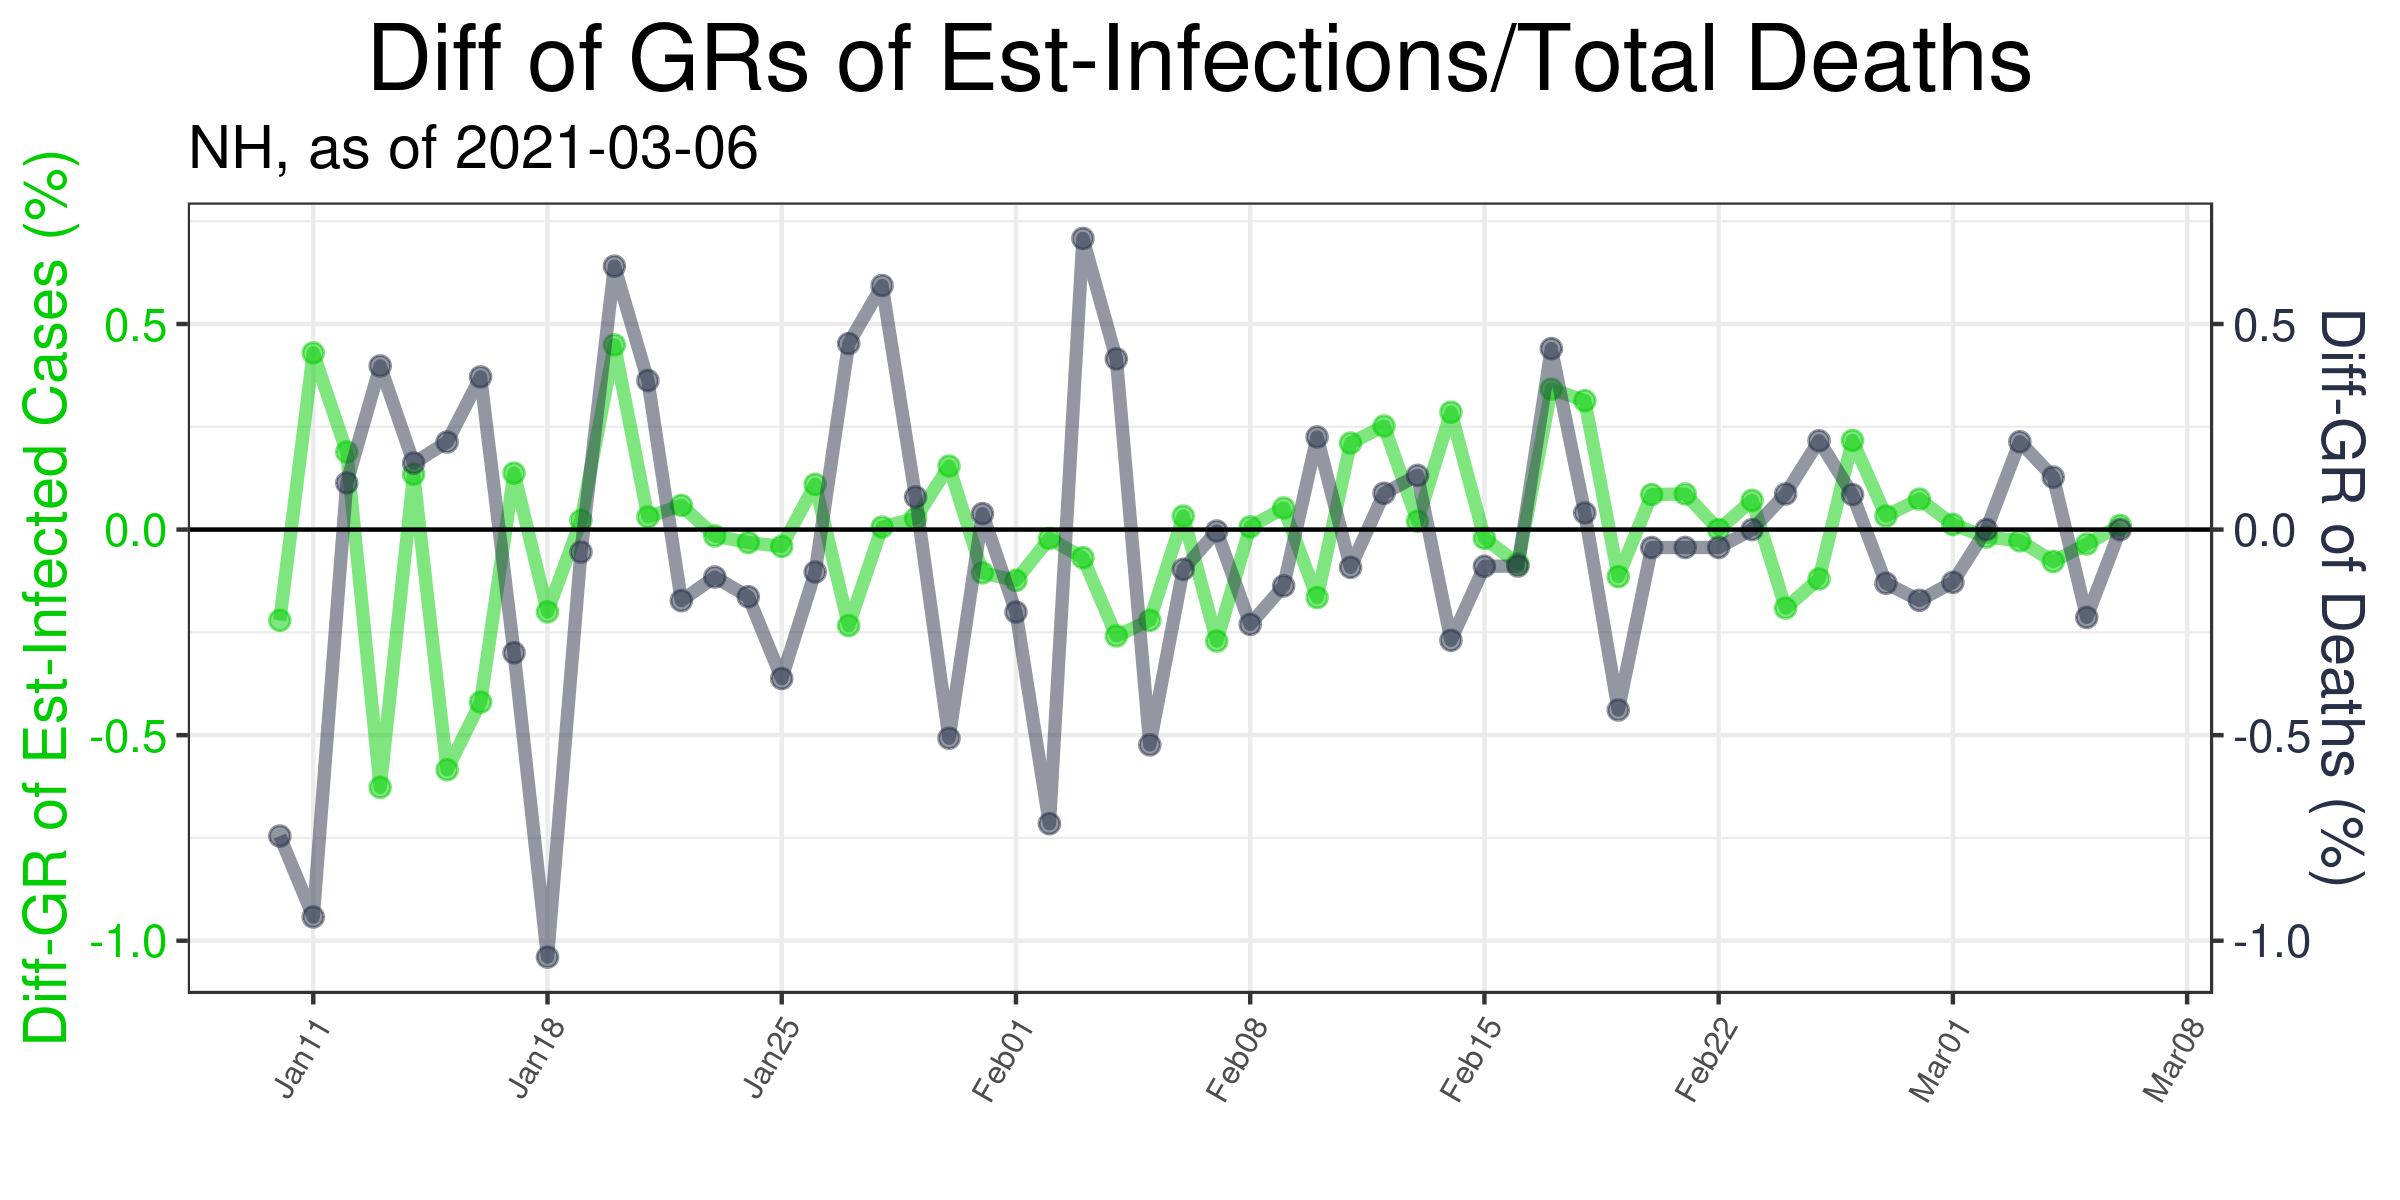 Diff of GRs of Est-Infections/Total Deaths
NH, as of 2021-03-06
Diff-GR of Est-Infected Cases (%)
0.5
0.0
-0.5
-1.0
0.5
0.0
-0.5
-1.0
Diff-GR of Deaths (%)
Jan11
Jan18
Jan25
Feb01
Feb08
Feb15
Feb22
Mar01
Mar08